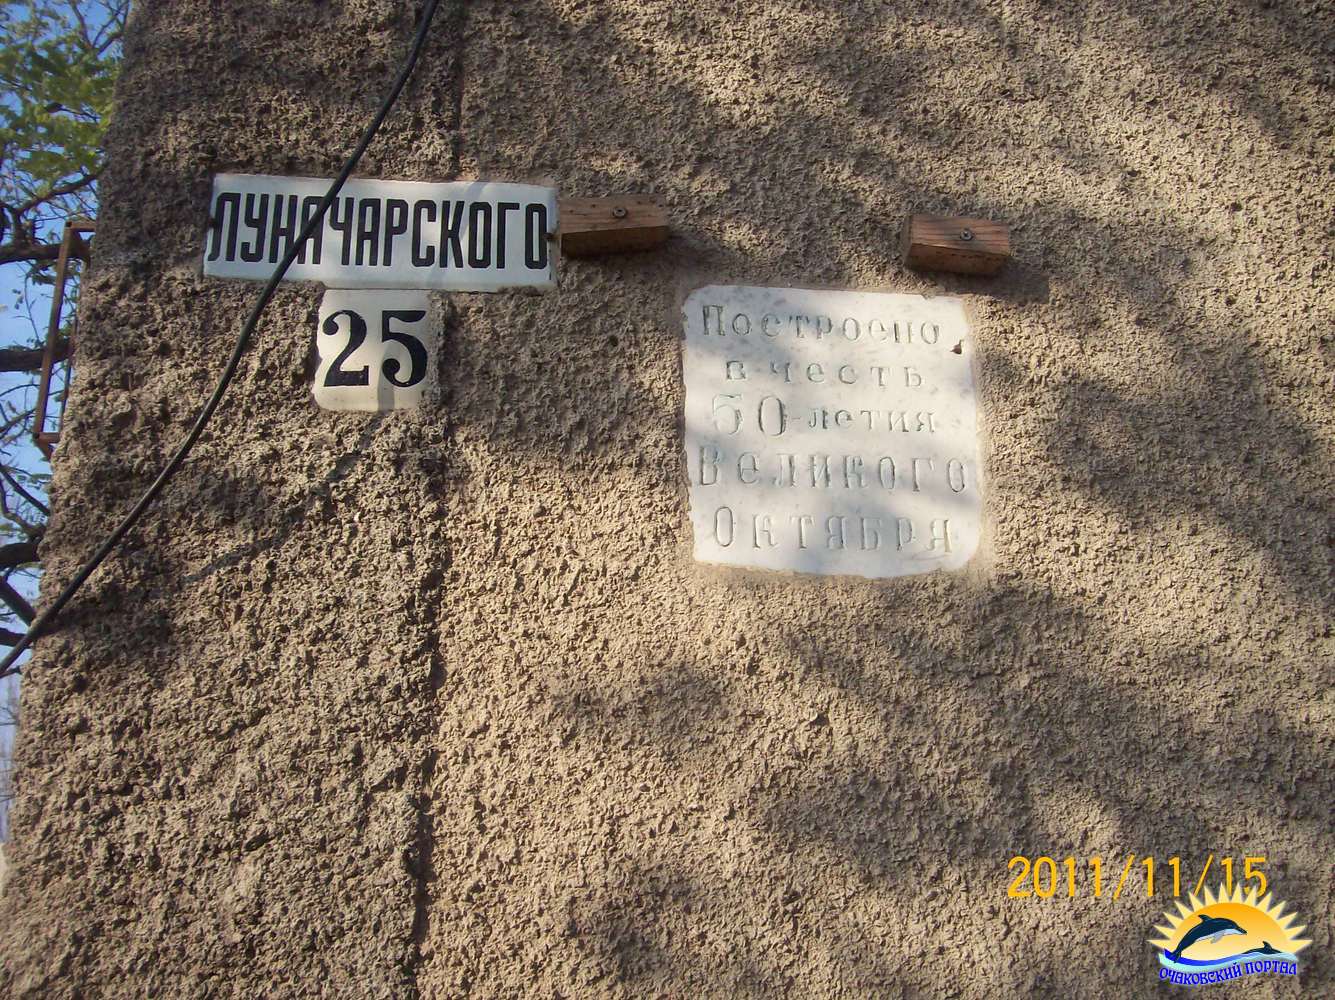 ЛУНАЧАРСКОГО
25
Построено
в честь
50-летия
Великого
Октября
2011/11/15
ОЧАКОВСКИЙ ПОРТАЛ